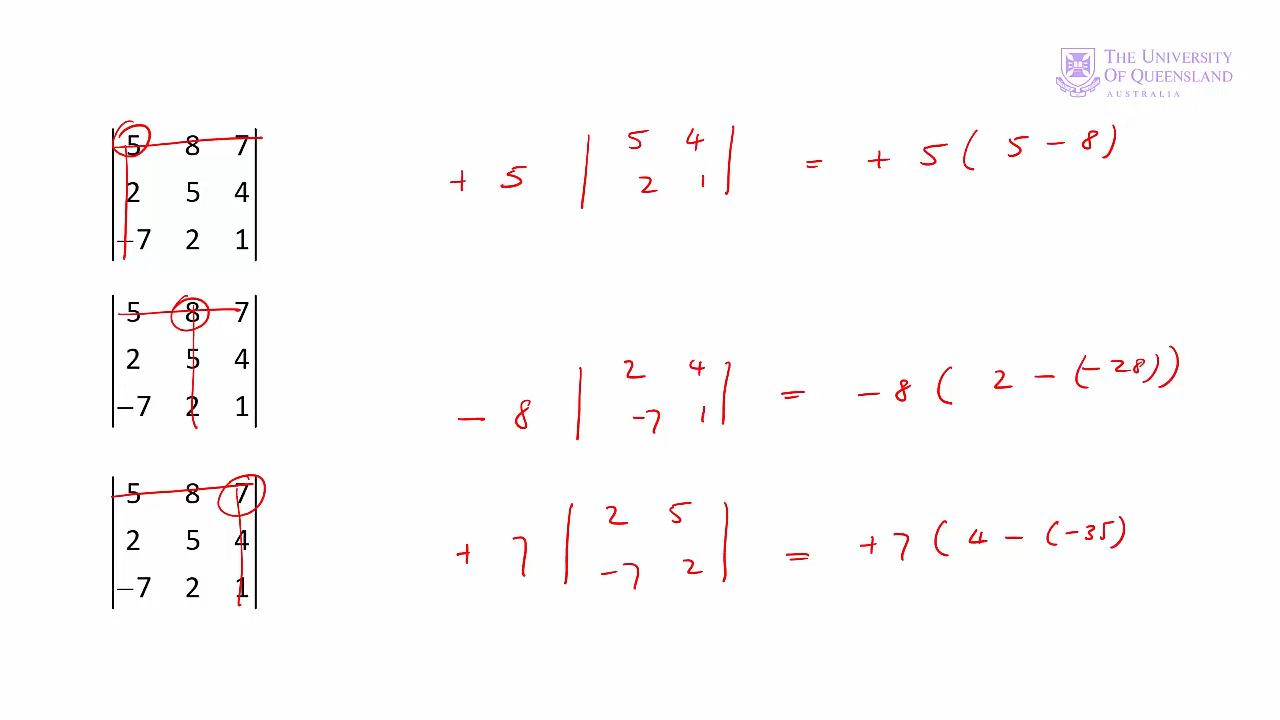 THE UNIVERSITY
OF QUEENSLAND
AUSTRALIA
5 8 7
2 5 4
−7 2 1
+ 5 | 5 4 | = + 5 ( 5 − 8 )
2 1
5 8 7
2 5 4
−7 2 1
− 8 | 2 4 | = − 8 ( 2 − (−28))
−7 1
5 8 7
2 5 4
−7 2 1
+ 7 | 2 5 | = + 7 ( 4 − (−35)
−7 2